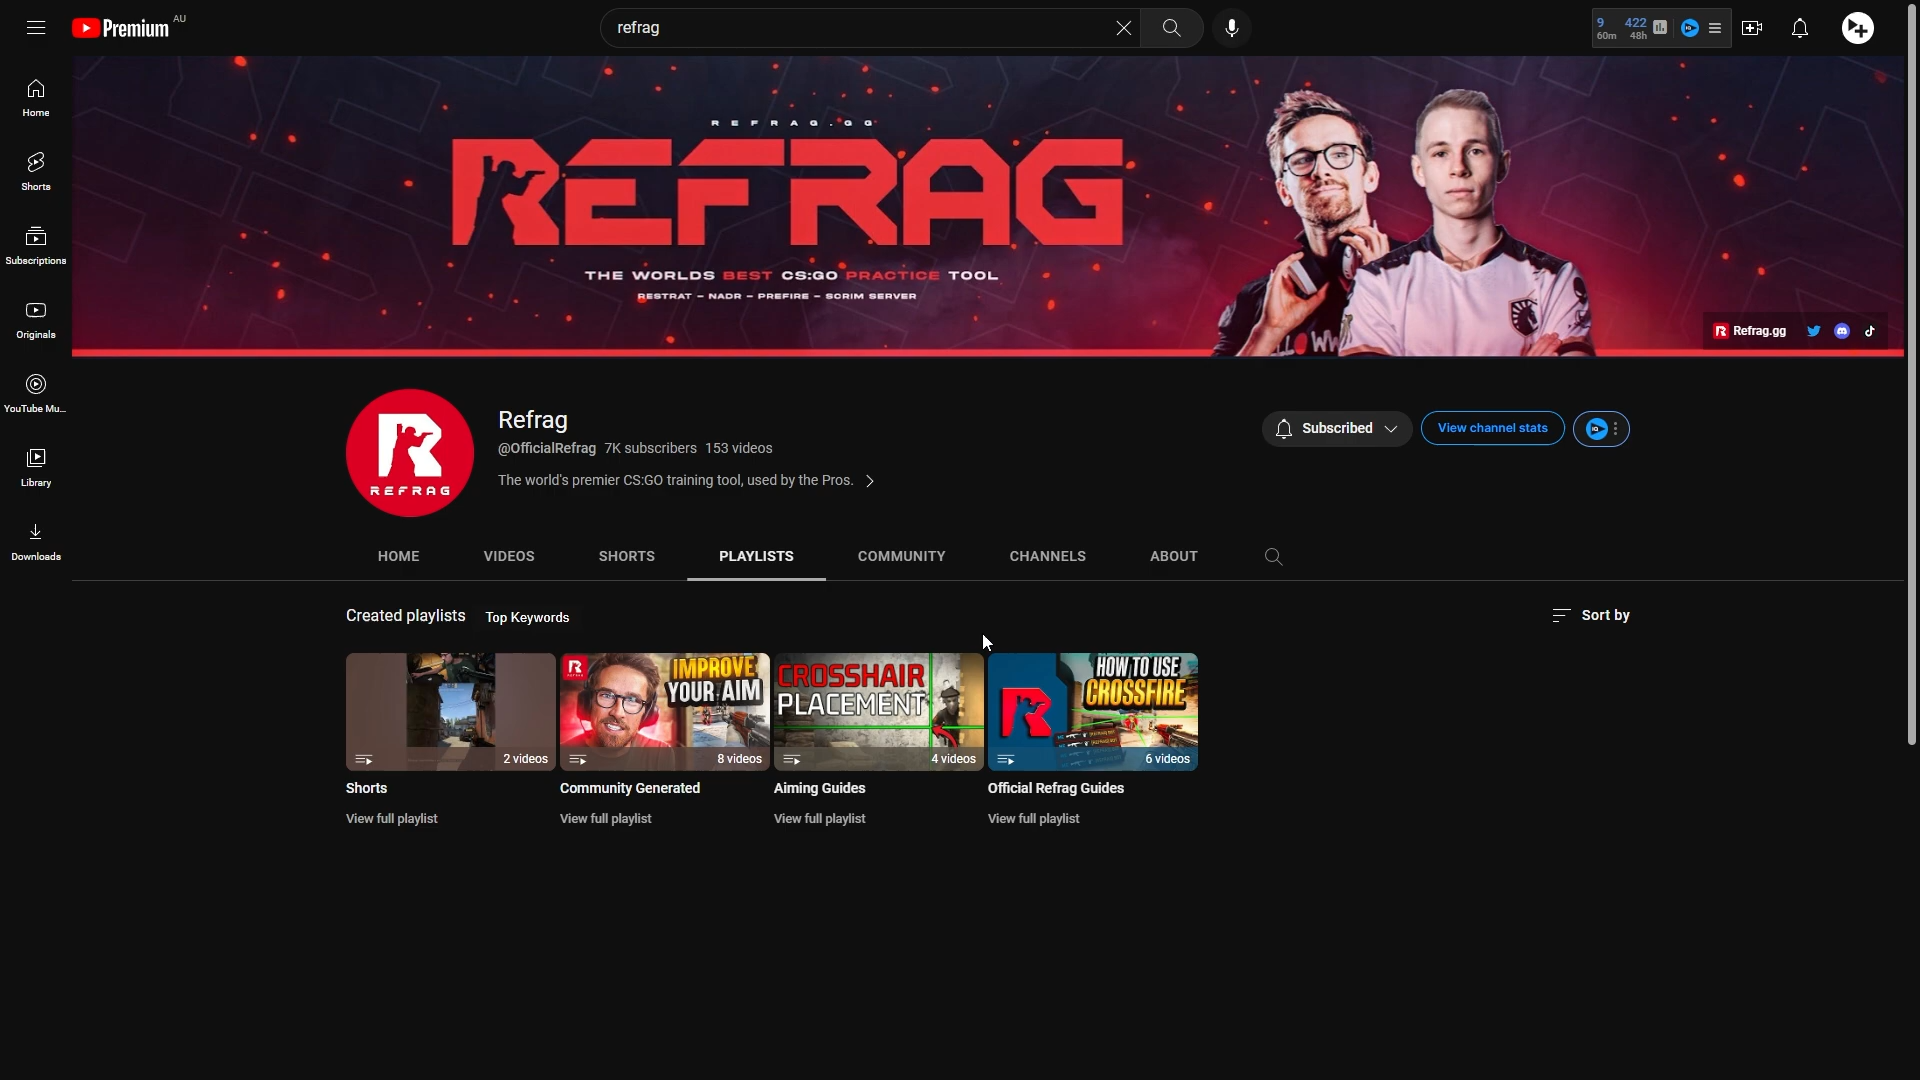 Premium
AU
refrag
9
60m
422
48h
Home
Shorts
Subscriptions
Originals
YouTube Mu...
Library
Downloads
REFRAG.GG
REFRAG
THE WORLDS BEST CS:GO PRACTICE TOOL
RESTRAT - NADR - PREFIRE - SCRIM SERVER
Refrag.gg
REFRAG
Refrag
@OfficialRefrag 7K subscribers 153 videos
The world's premier CS:GO training tool, used by the Pros.
Subscribed
View channel stats
HOME
VIDEOS
SHORTS
PLAYLISTS
COMMUNITY
CHANNELS
ABOUT
Created playlists
Top Keywords
Sort by
2 videos
IMPROVE
YOUR AIM
8 videos
CROSSHAIR
PLACEMENT
4 videos
HOW TO USE
CROSSFIRE
6 videos
Shorts
Community Generated
Aiming Guides
Official Refrag Guides
View full playlist
View full playlist
View full playlist
View full playlist